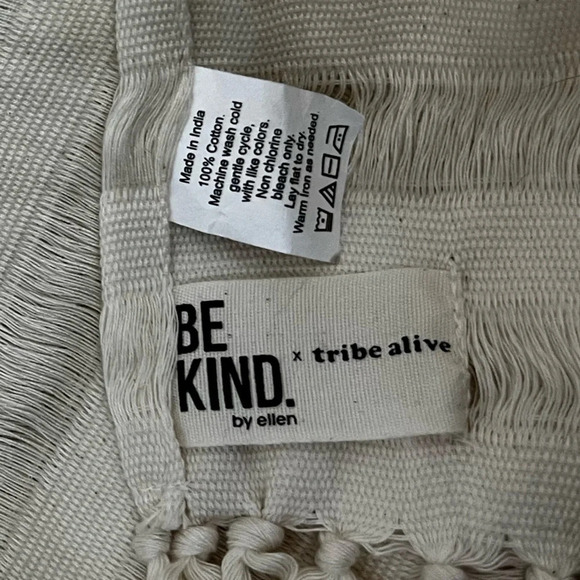 Made in India
100% Cotton.
Machine wash cold
gentle cycle,
with like colors.
Non chlorine
bleach only.
Lay flat to dry.
Warm Iron as needed
BE
KIND.
by ellen
x tribe alive